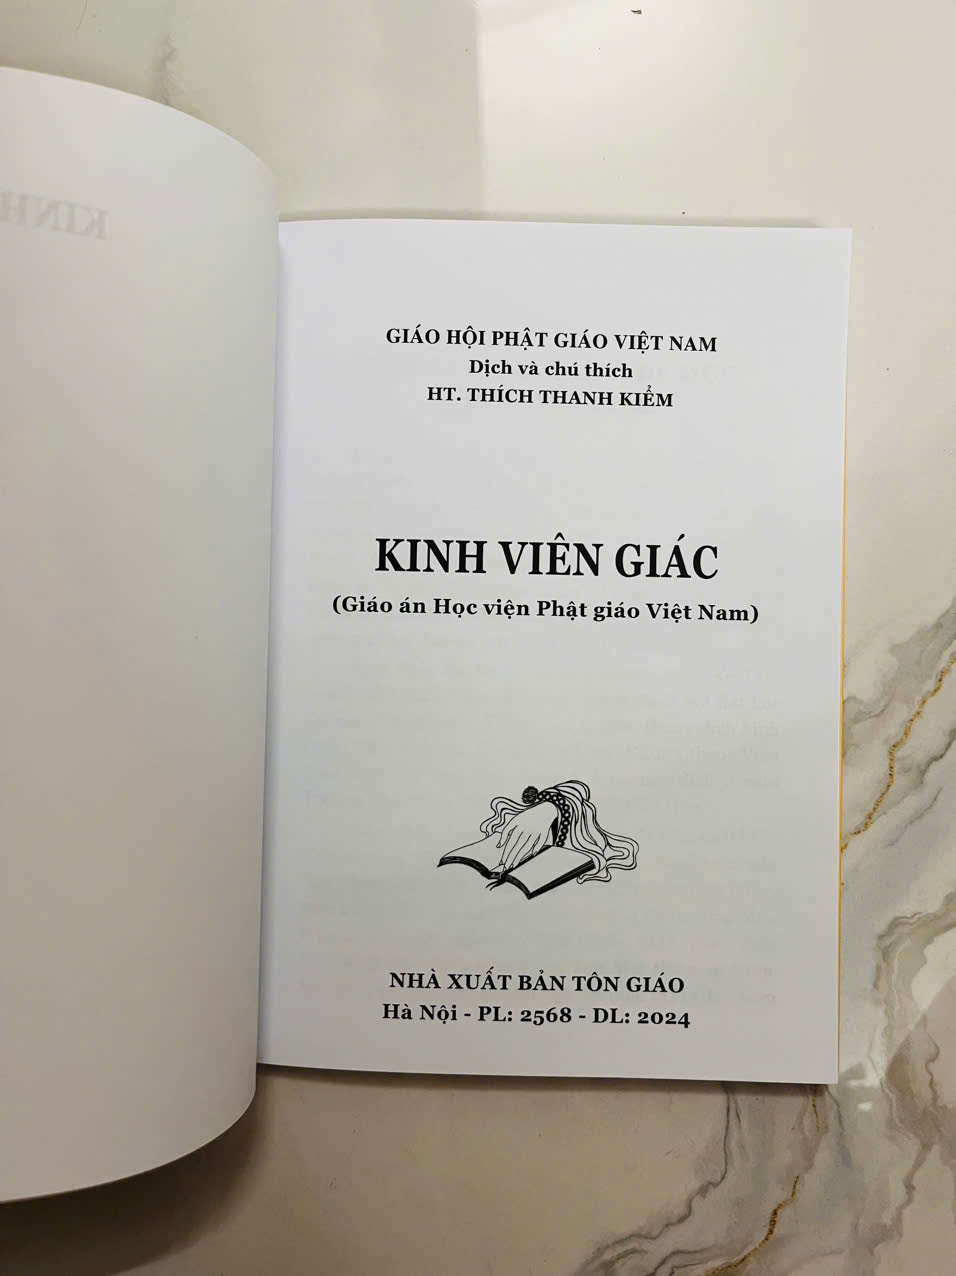 GIÁO HỘI PHẬT GIÁO VIỆT NAM
Dịch và chú thích
HT. THÍCH THANH KIỂM
KINH VIÊN GIÁC
(Giáo án Học viện Phật giáo Việt Nam)
NHÀ XUẤT BẢN TÔN GIÁO
Hà Nội - PL: 2568 - DL: 2024